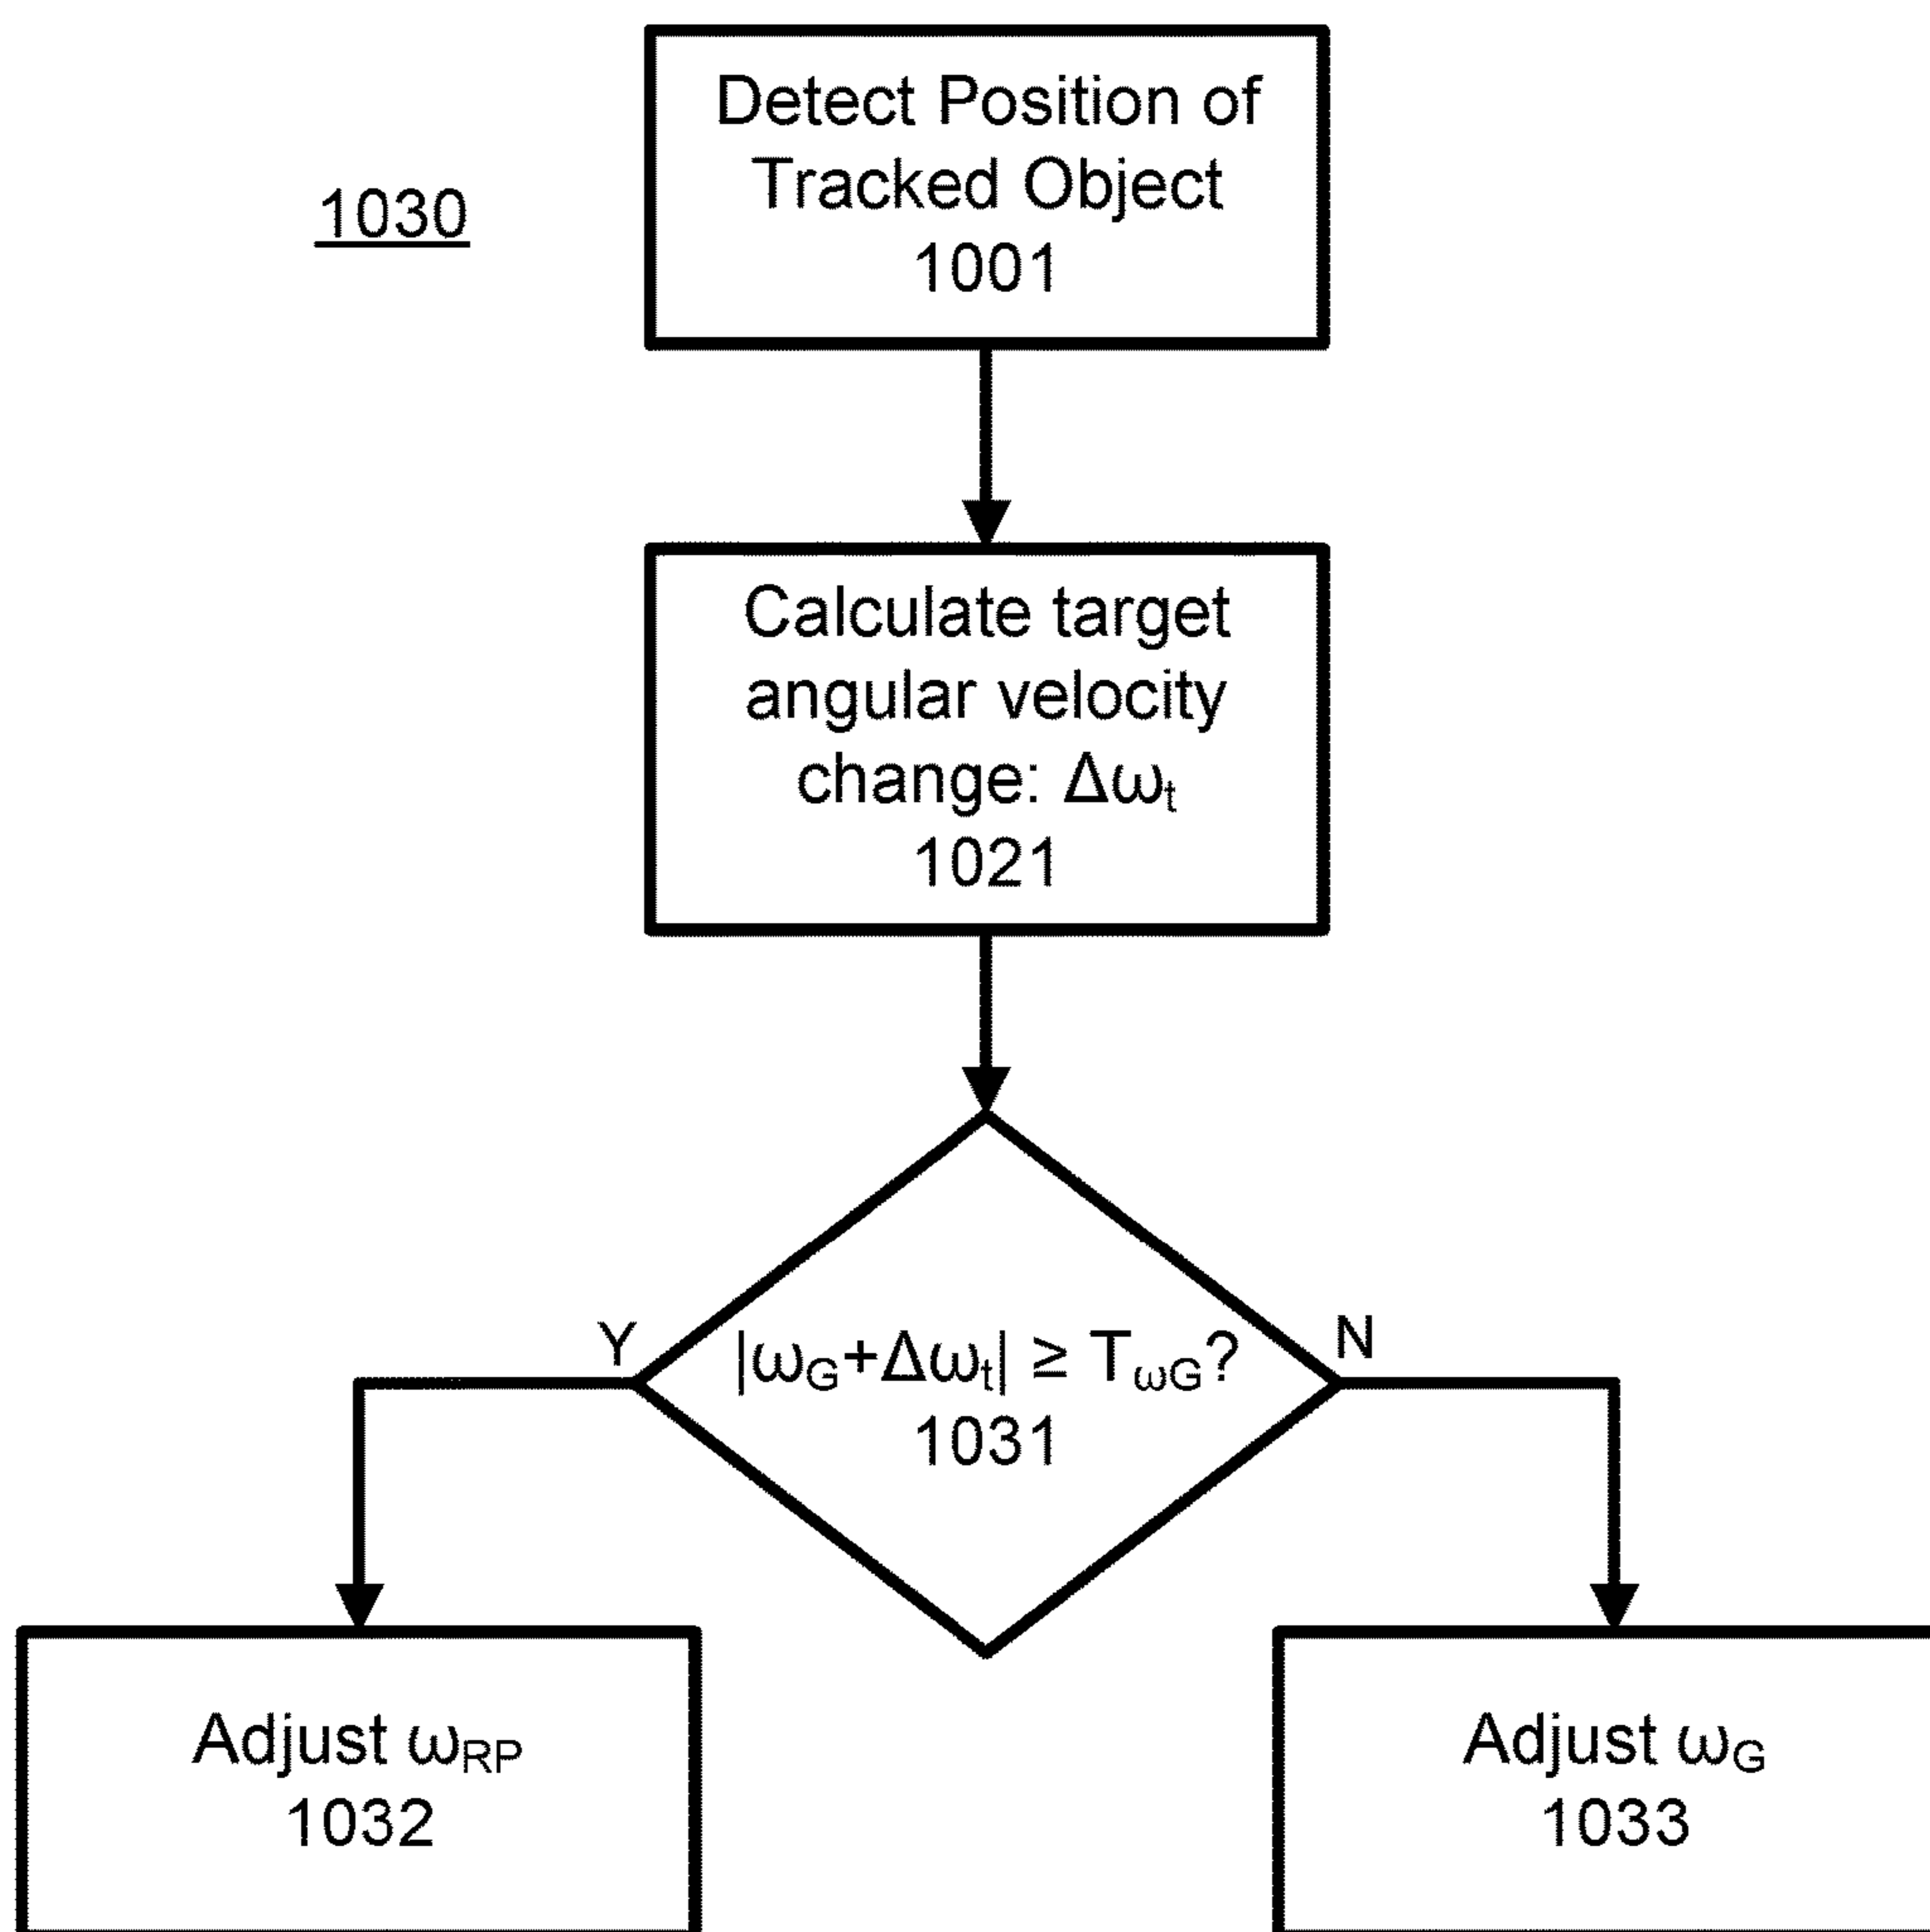 Detect Position of
Tracked Object
1001
1030
Calculate target
angular velocity
change: Δωt
1021
Y
N
|ωG+Δωt| ≥ TωG?
1031
Adjust ωRP
1032
Adjust ωG
1033